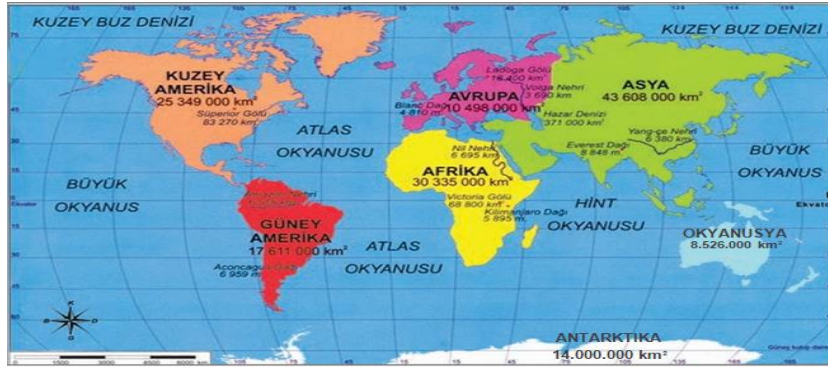 KUZEY BUZ DENİZİ
KUZEY BUZ DENİZİ
KUZEY
AMERİKA
25 349 000 km²
Süperior Gölü
83 270 km²
ATLAS
OKYANUSU
BÜYÜK
OKYANUS
Ekvator
GÜNEY
AMERİKA
17 611 000 km²
Aconcagua Dağı
6 959 m
ATLAS
OKYANUSU
Ladoga Gölü
18 400 km²
Volga Nehri
3 690 km
AVRUPA
10 498 000 km²
Blanc Dağı
4 810 m
Hazar Denizi
371 000 km²
ASYA
43 608 000 km²
Yang-çe Nehri
6 380 km
Everest Dağı
8 848 m
Nil Nehri
6 695 km
AFRİKA
30 335 000 km²
Victoria Gölü
68 800 km²
Kilimanjaro Dağı
5 895 m
HİNT
OKYANUSU
BÜYÜK
OKYANUS
OKYANUSYA
8.526.000 km²
ANTARKTIKA
14.000.000 km²
K
B D
G